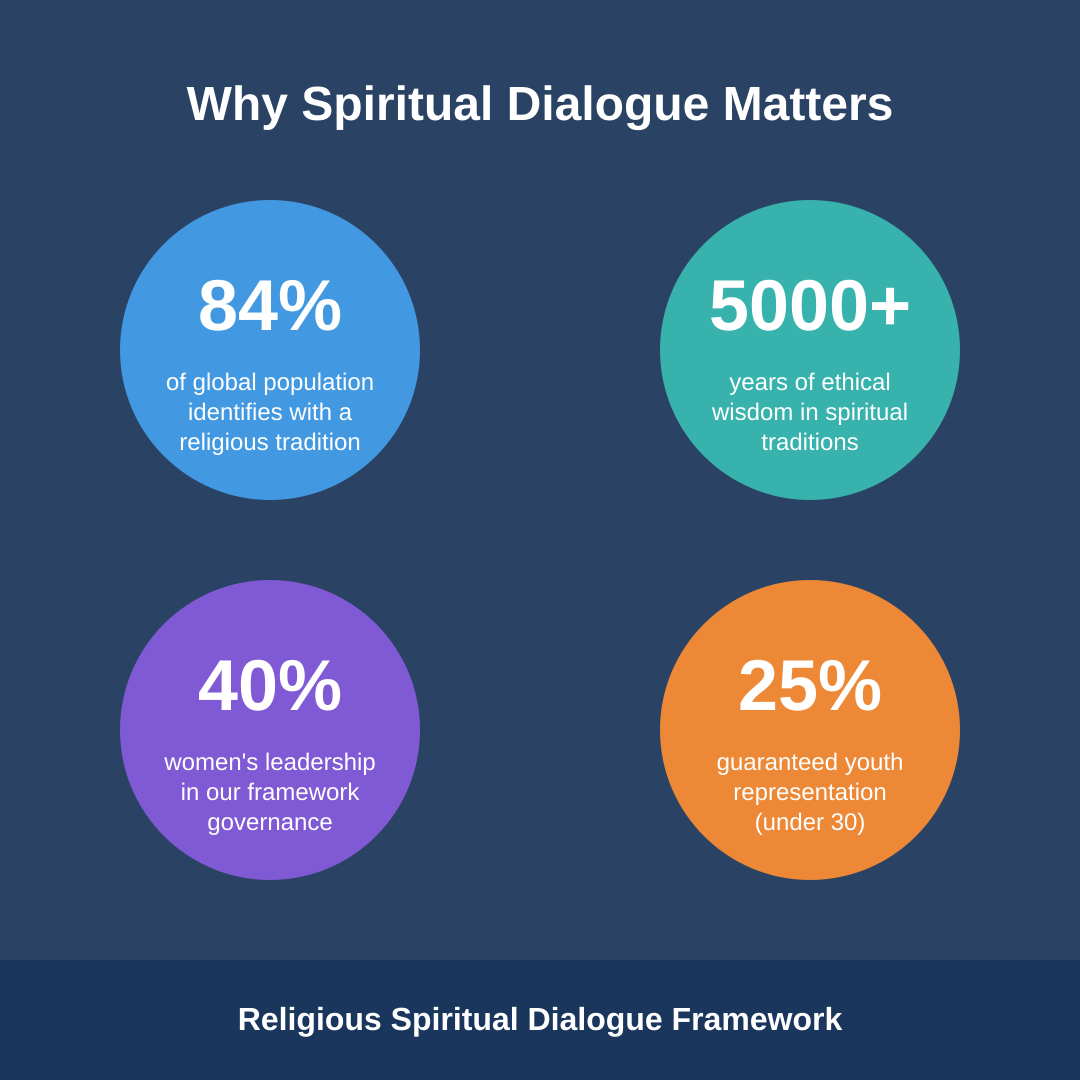 Why Spiritual Dialogue Matters
84%
of global population
identifies with a
religious tradition
5000+
years of ethical
wisdom in spiritual
traditions
40%
women's leadership
in our framework
governance
25%
guaranteed youth
representation
(under 30)
Religious Spiritual Dialogue Framework